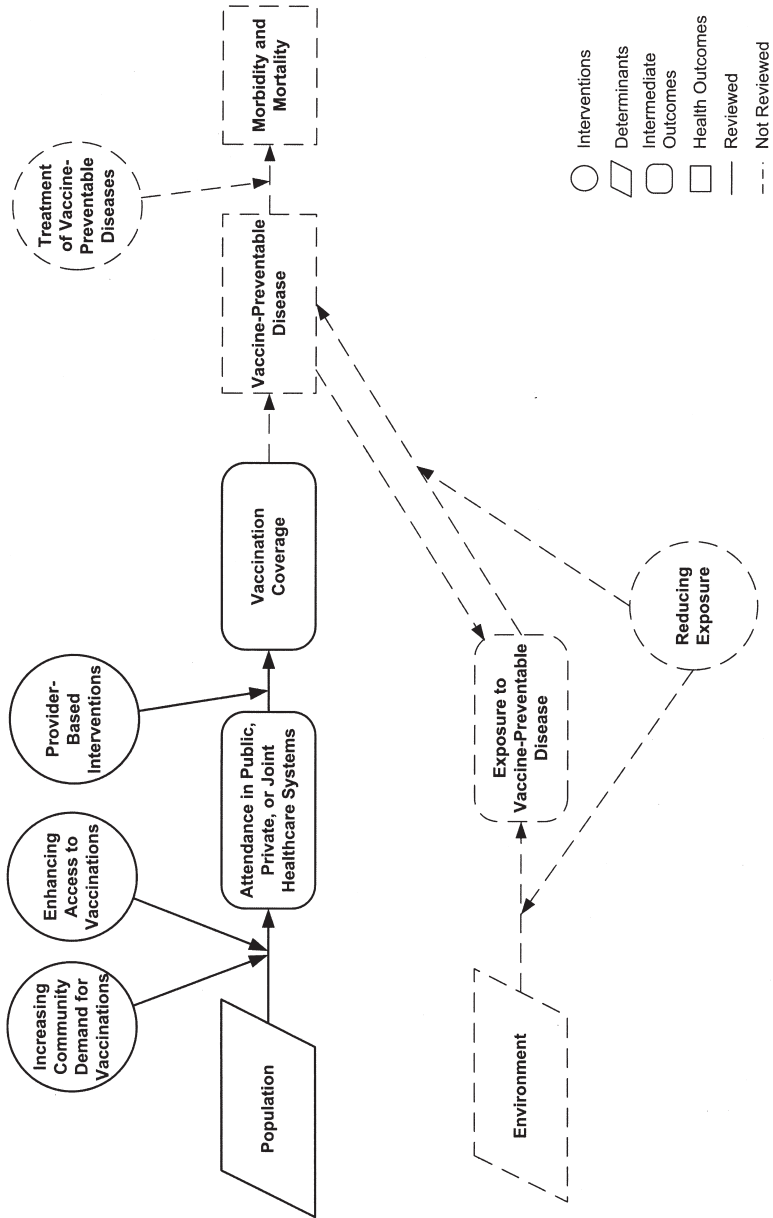 Increasing
Community
Demand for
Vaccinations
Enhancing
Access to
Vaccinations
Provider-
Based
Interventions
Treatment
of Vaccine-
Preventable
Diseases
Population
Attendance in Public,
Private, or Joint
Healthcare Systems
Vaccination
Coverage
Vaccine-Preventable
Disease
Morbidity and
Mortality
Environment
Exposure to
Vaccine-Preventable
Disease
Reducing
Exposure
Interventions
Determinants
Intermediate
Outcomes
Health Outcomes
Reviewed
Not Reviewed